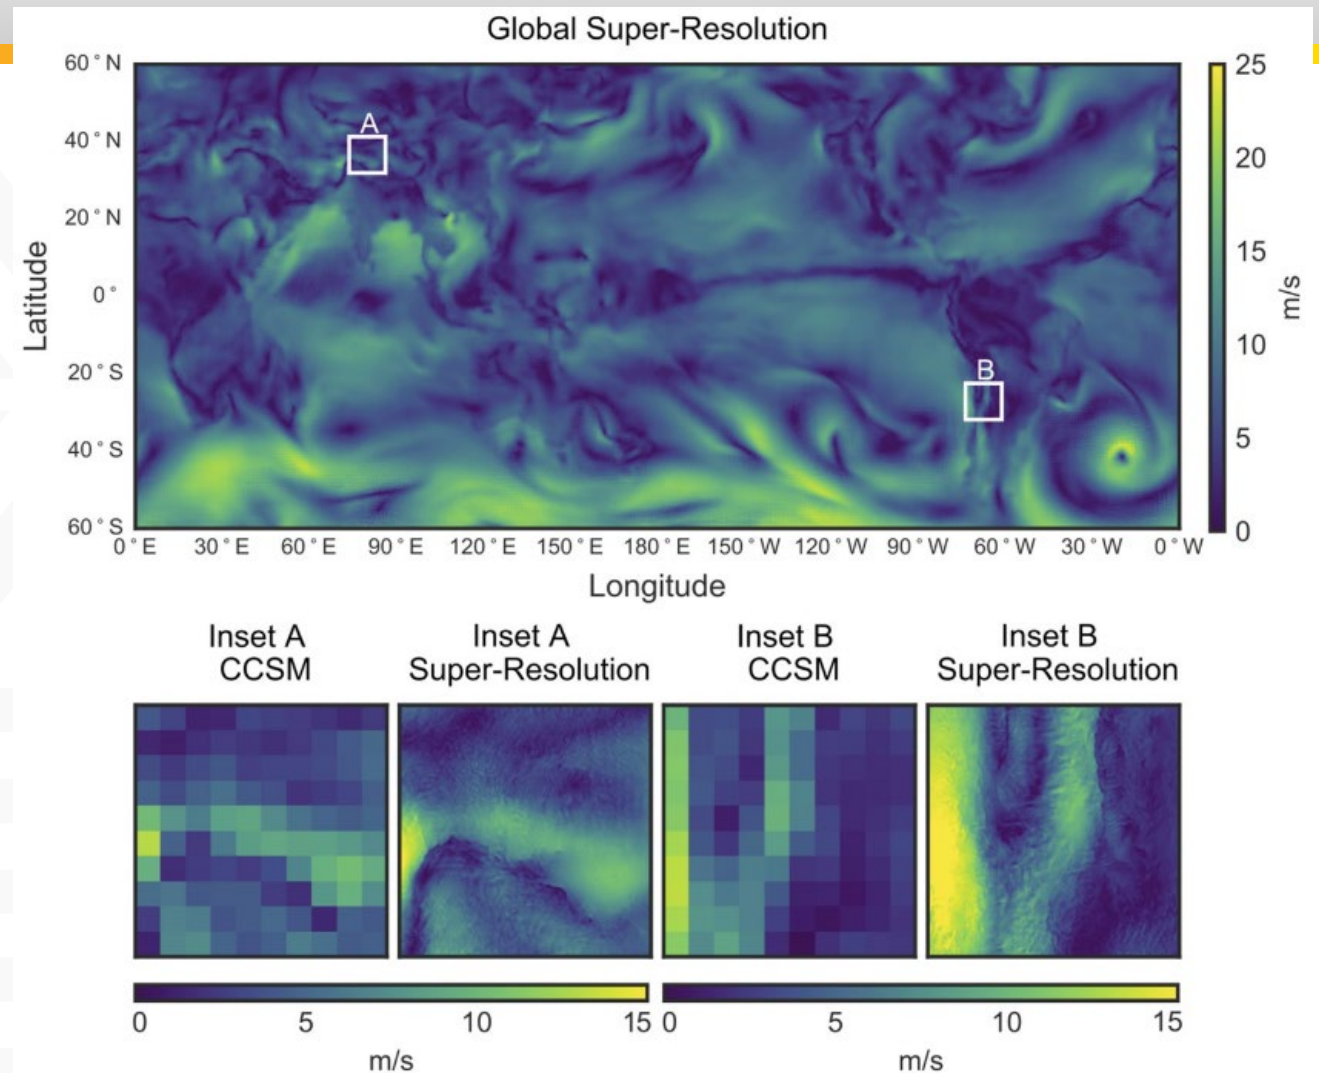 Global Super-Resolution
60°N
40°N
20°N
0°
20°S
40°S
60°S
Latitude
A
B
0°E
30°E
60°E
90°E
120°E
150°E
180°E
150°W
120°W
90°W
60°W
30°W
0°W
Longitude
25
20
15
10
5
0
m/s
Inset A
CCSM
Inset A
Super-Resolution
Inset B
CCSM
Inset B
Super-Resolution
0 5 10 15
m/s
0 5 10 15
m/s